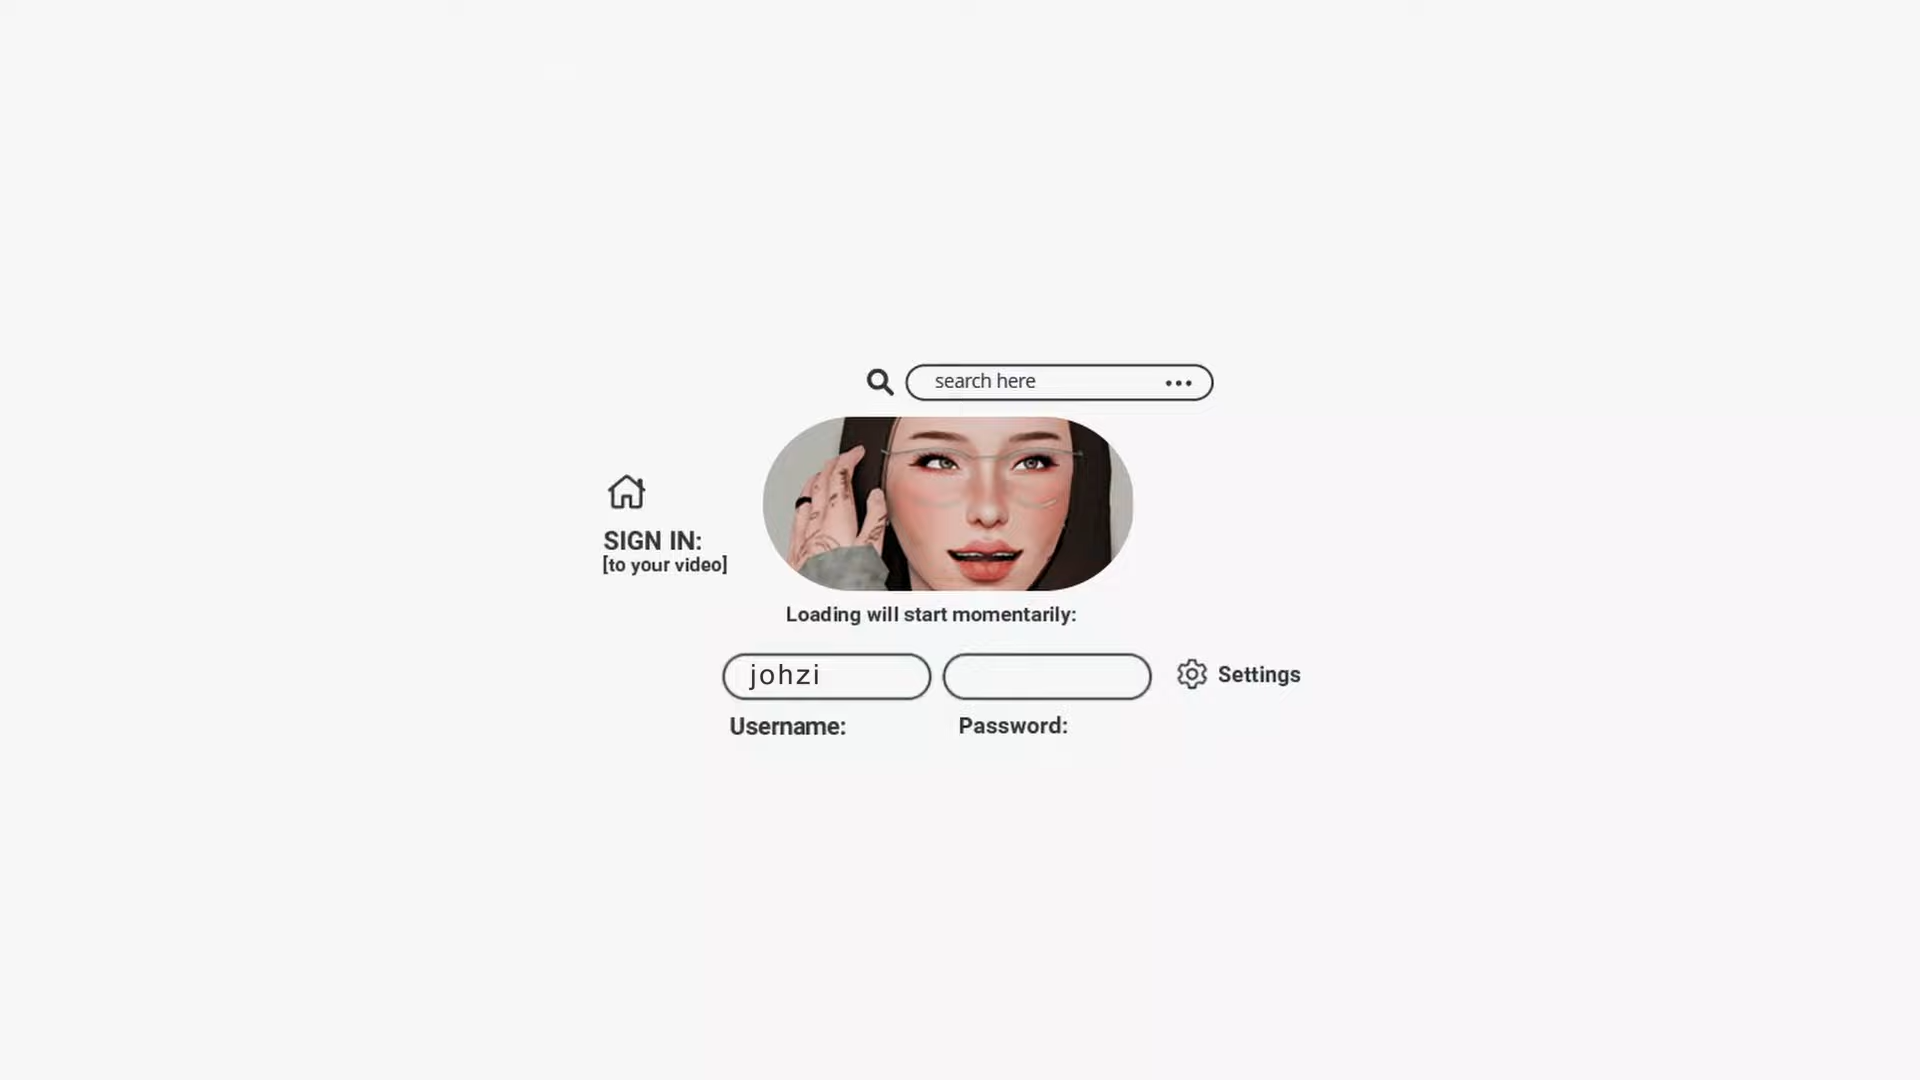 search here
SIGN IN:
[to your video]
Loading will start momentarily:
johzi
Settings
Username:
Password: